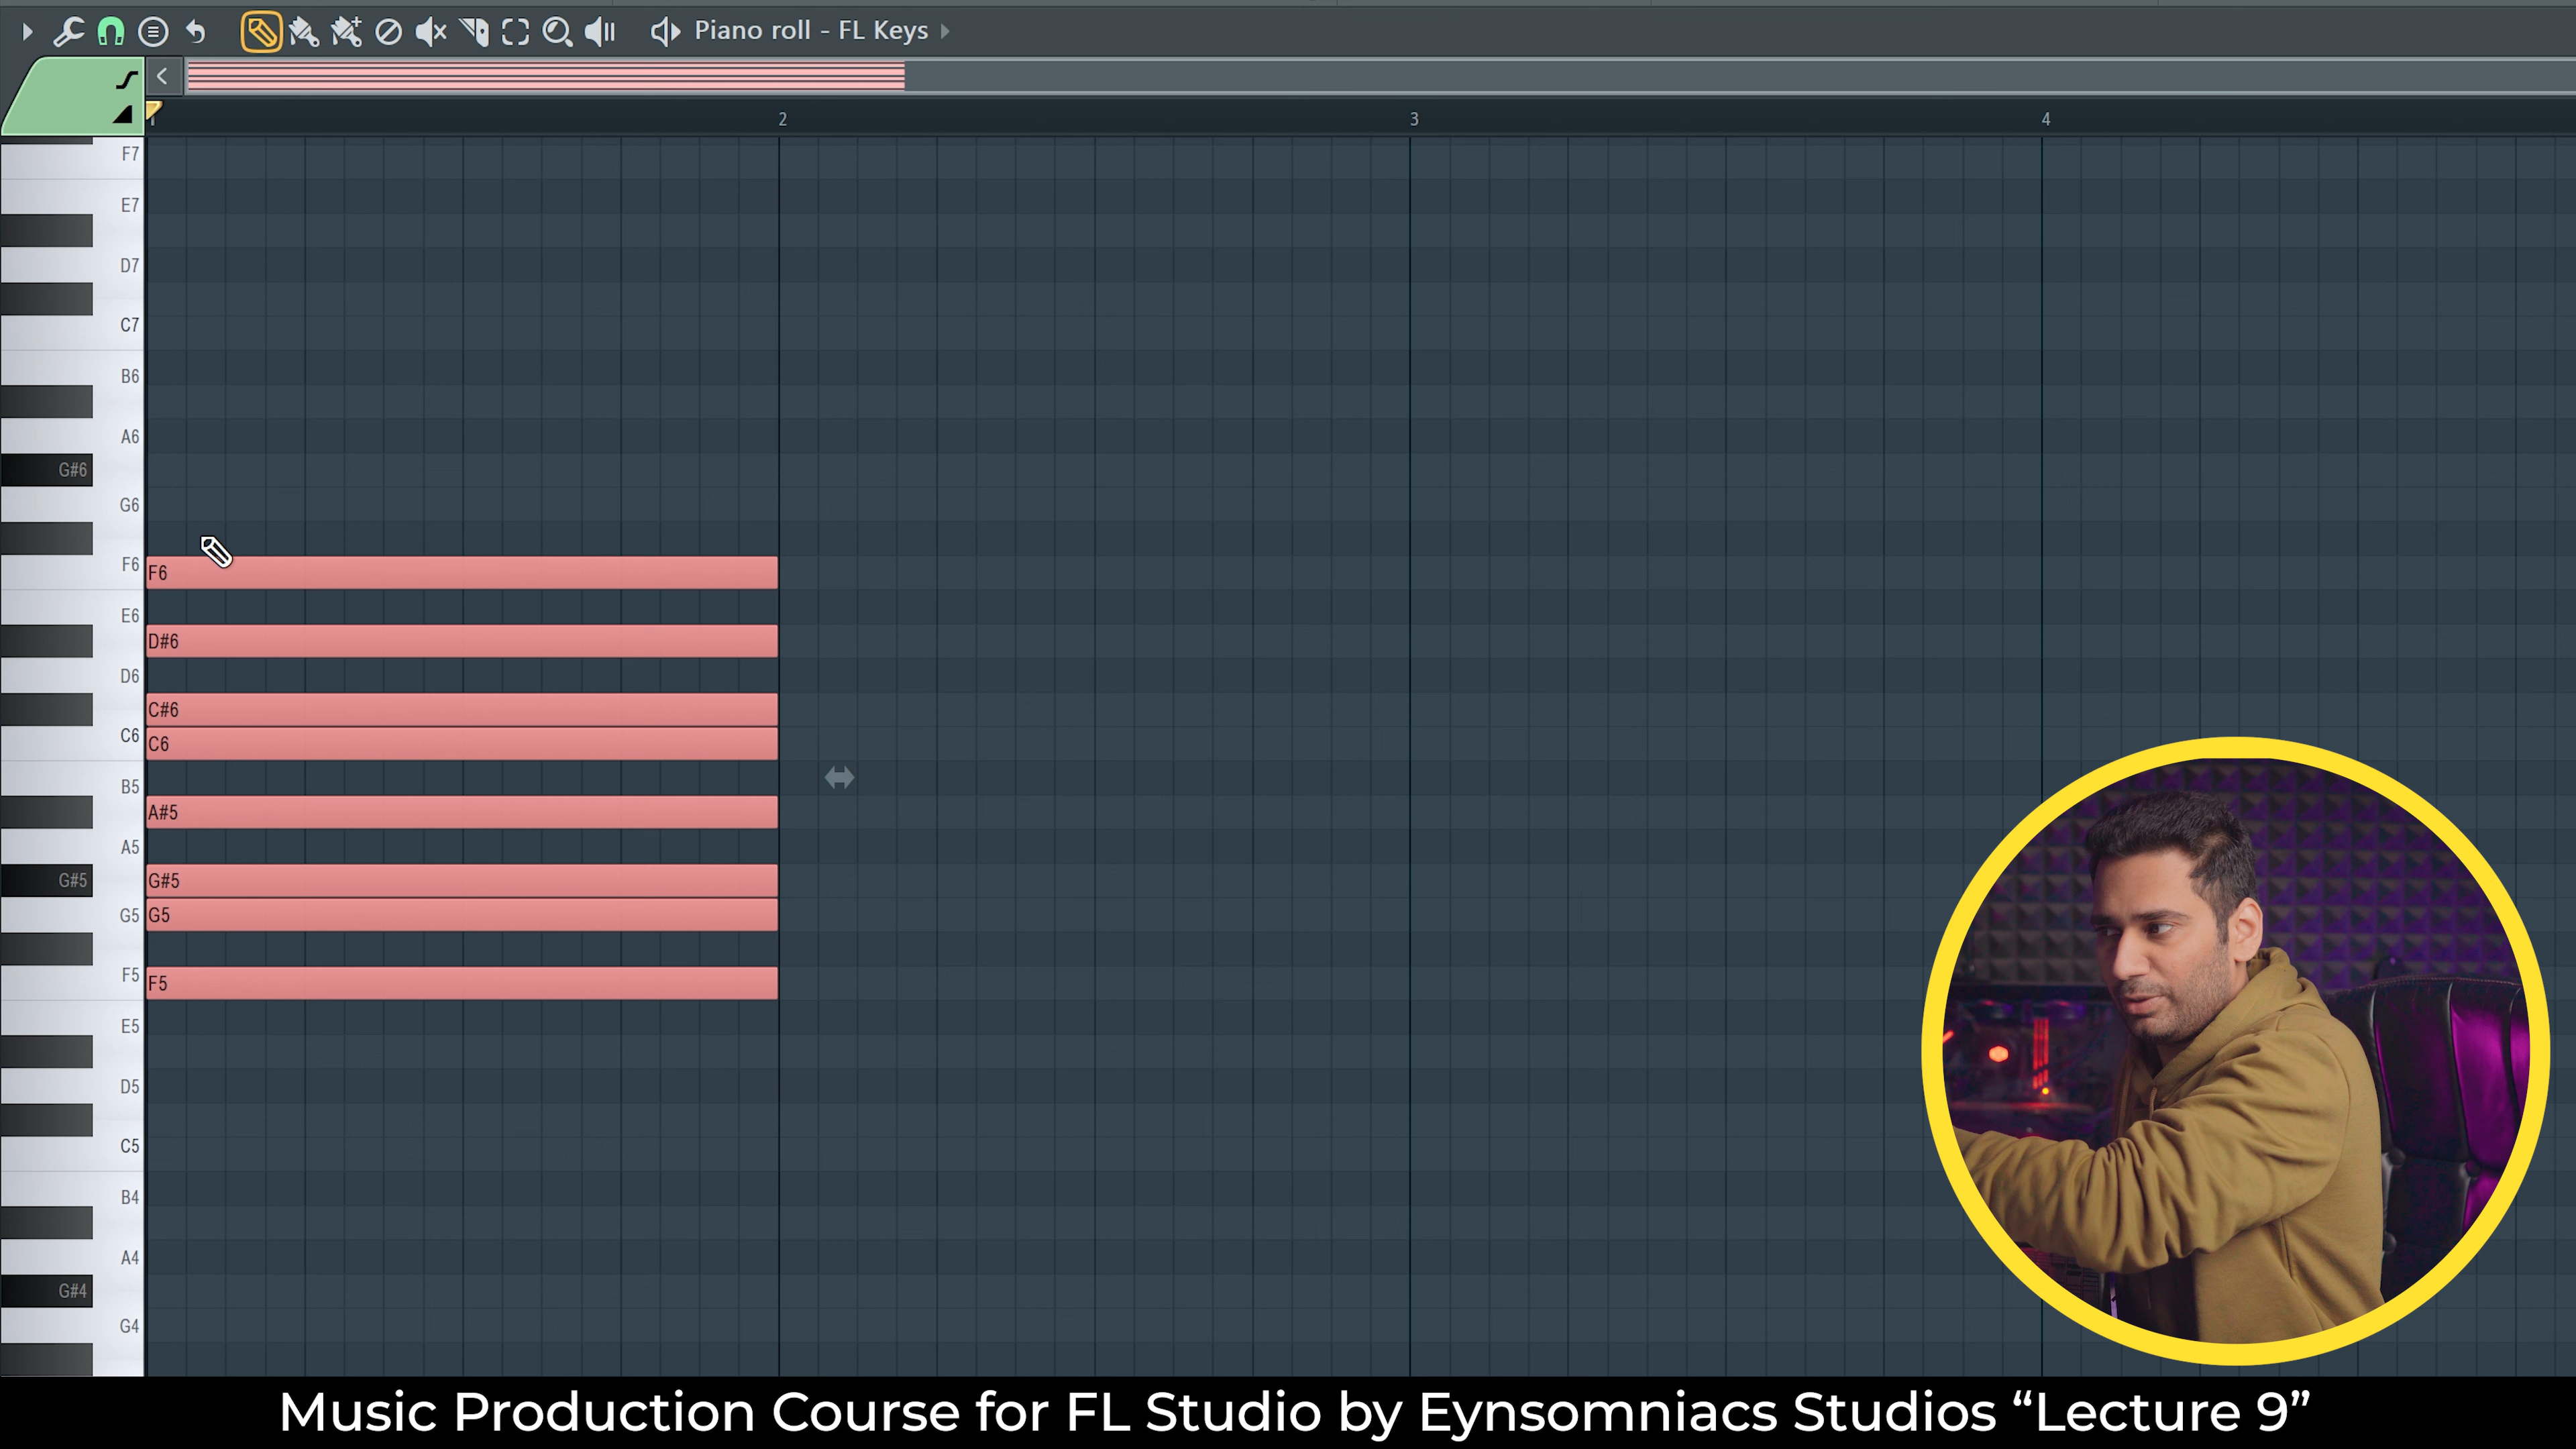 Piano roll - FL Keys
1 2 3 4
F7
E7
D7
C7
B6
A6
G#6
G6
F6 F6
E6
D#6
D6
C#6
C6 C6
B5
A#5
A5
G#5 G#5
G5 G5
F5 F5
E5
D5
C5
B4
A4
G#4
G4
Music Production Course for FL Studio by Eynsomniacs Studios “Lecture 9”